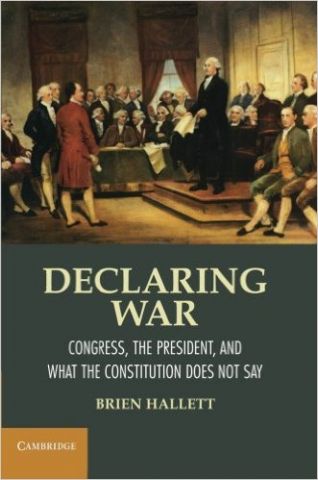 DECLARING
WAR
CONGRESS, THE PRESIDENT, AND
WHAT THE CONSTITUTION DOES NOT SAY
BRIEN HALLETT
CAMBRIDGE